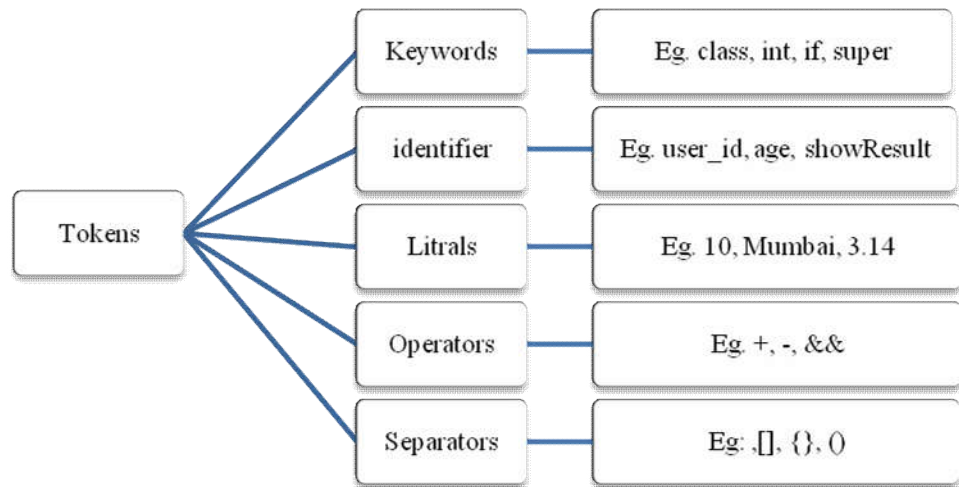 Tokens
Keywords
Eg. class, int, if, super
identifier
Eg. user_id, age, showResult
Litrals
Eg. 10, Mumbai, 3.14
Operators
Eg. +, -, &&
Separators
Eg: ,[], {}, ()